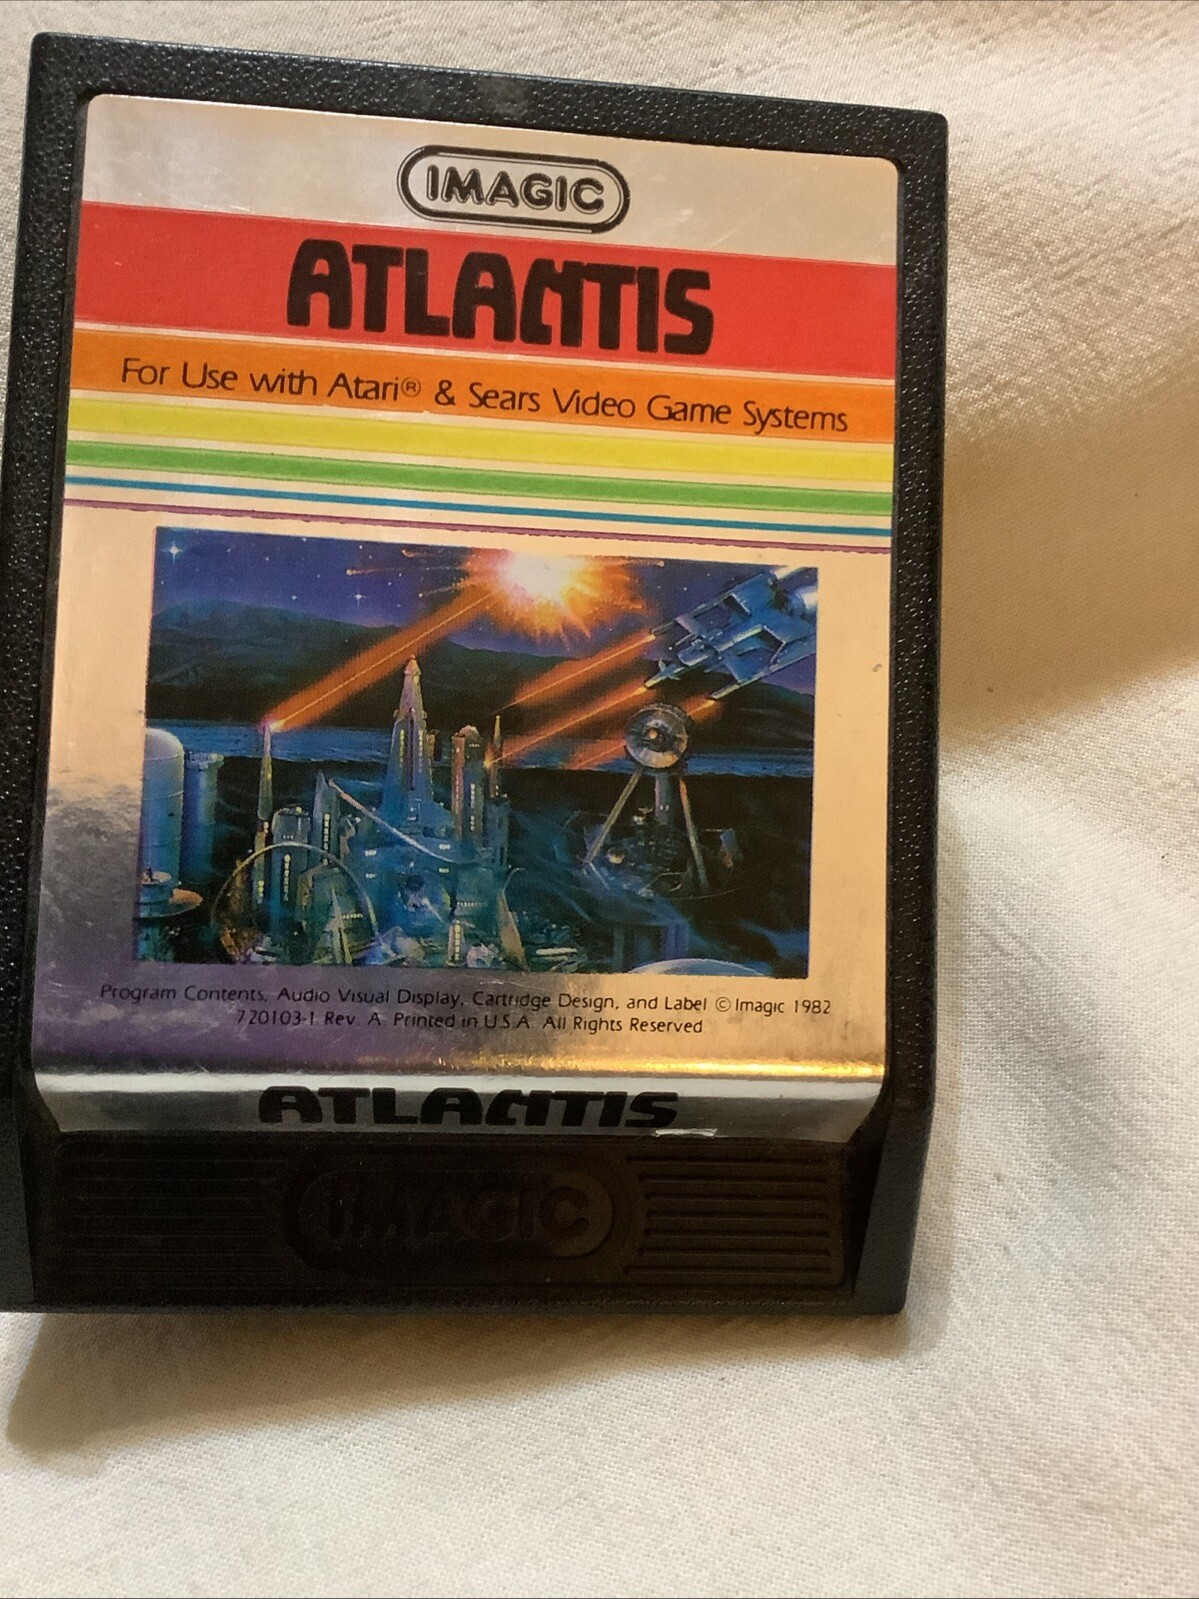 IMAGIC
ATLANTIS
For Use with Atari® & Sears Video Game Systems
Program Contents, Audio Visual Display, Cartridge Design, and Label © Imagic 1982
720103-1 Rev. A. Printed in U.S.A. All Rights Reserved
ATLANTIS
IMAGIC